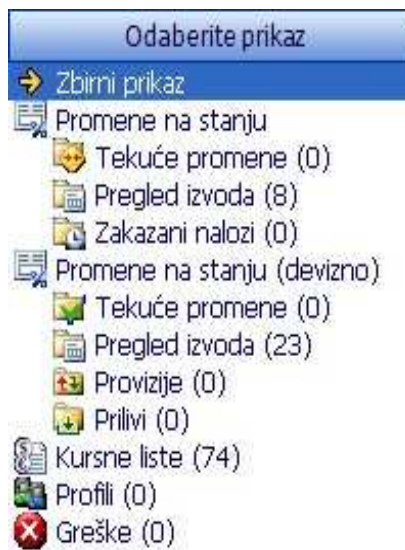 Odaberite prikaz
Zbirni prikaz
Promene na stanju
Tekuće promene (0)
Pregled izvoda (8)
Zakazani nalozi (0)
Promene na stanju (devizno)
Tekuće promene (0)
Pregled izvoda (23)
Provizije (0)
Prilivi (0)
Kursne liste (74)
Profili (0)
Greške (0)